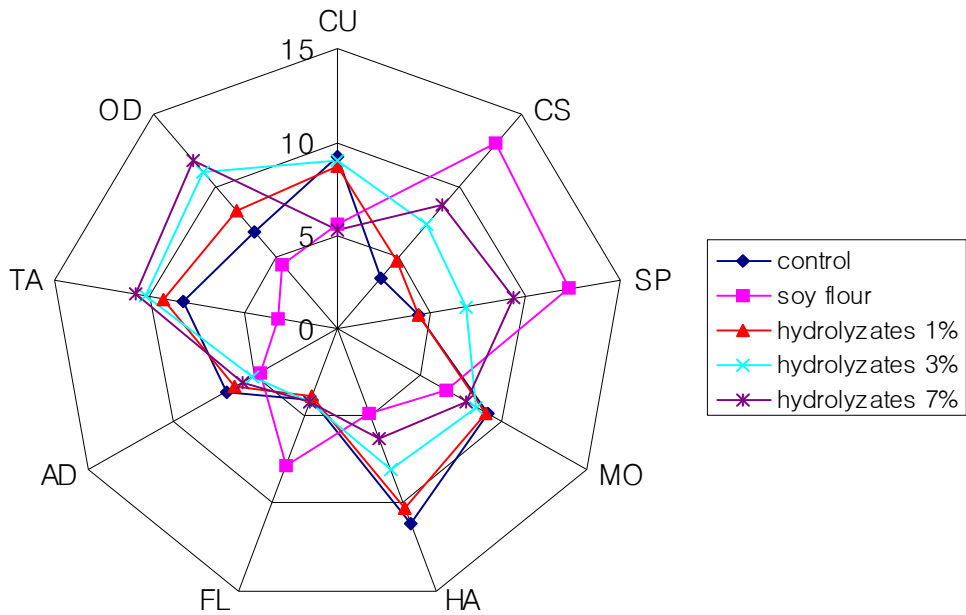 CU
15
OD
CS
10
5
TA
SP
0
AD
MO
FL
HA
control
soy flour
hydrolyzates 1%
hydrolyzates 3%
hydrolyzates 7%